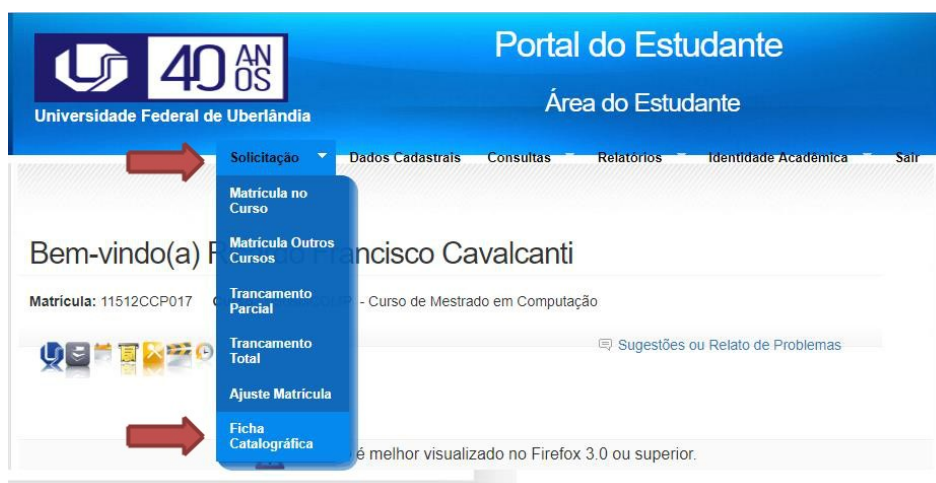 40 ANOS
Universidade Federal de Uberlândia
Portal do Estudante
Área do Estudante
Solicitação Dados Cadastrais Consultas Relatórios Identidade Acadêmica Sair
Matrícula no
Curso
Matrícula Outros
Cursos
Trancamento
Parcial
Trancamento
Total
Ajuste Matrícula
Ficha
Catalográfica
Bem-vindo(a) Francisco Cavalcanti
Matrícula: 11512CCP017 - Curso de Mestrado em Computação
Sugestões ou Relato de Problemas
é melhor visualizado no Firefox 3.0 ou superior.